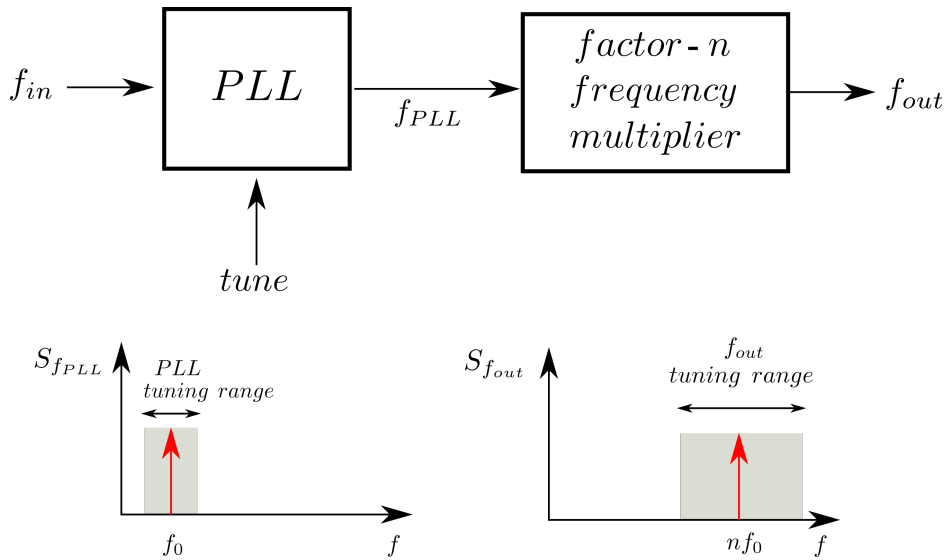 f_in
PLL
f_PLL
factor - n
frequency
multiplier
f_out
tune
S_f_PLL
PLL
tuning range
f_0
f
S_f_out
f_out
tuning range
nf_0
f